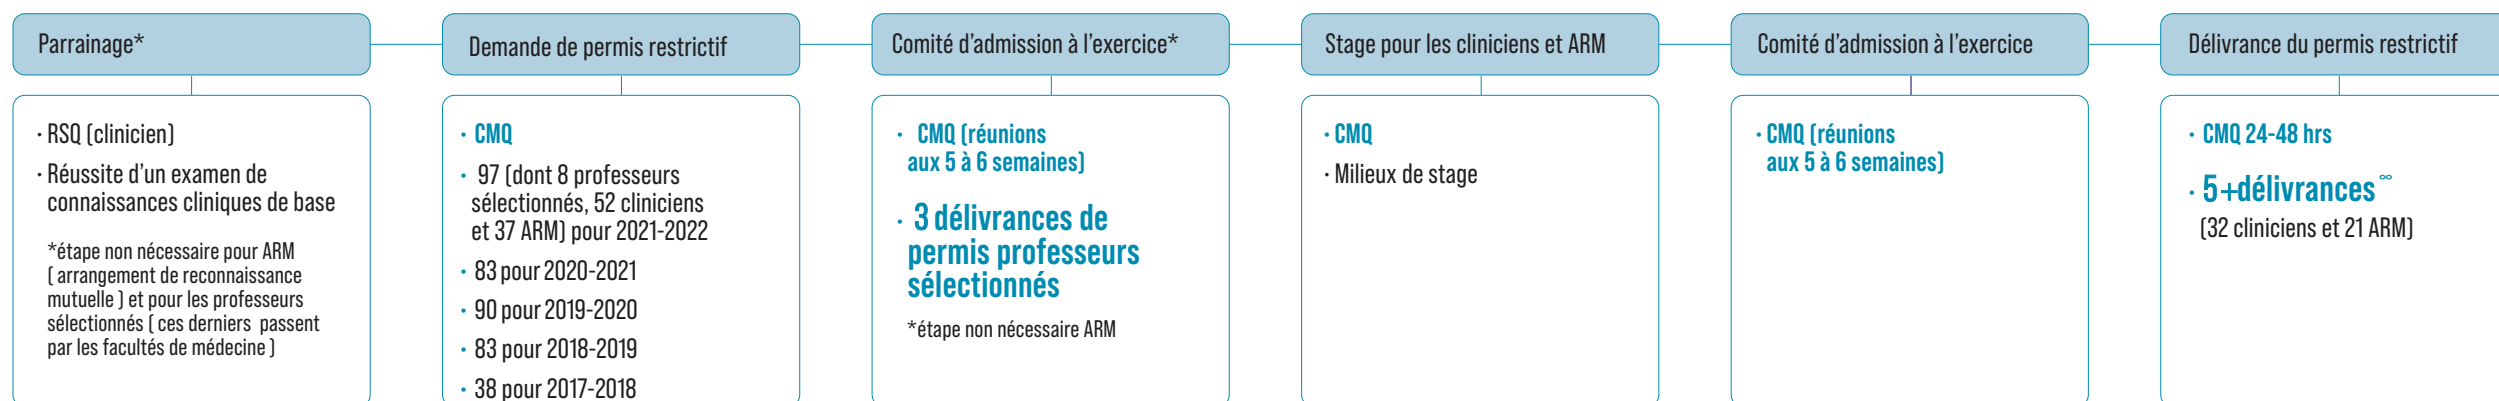 Parrainage*
· RSQ (clinicien)
· Réussite d'un examen de
connaissances cliniques de base
*étape non nécessaire pour ARM
( arrangement de reconnaissance
mutuelle ) et pour les professeurs
sélectionnés ( ces derniers passent
par les facultés de médecine )
Demande de permis restrictif
· CMQ
· 97 (dont 8 professeurs
sélectionnés, 52 cliniciens
et 37 ARM) pour 2021-2022
· 83 pour 2020-2021
· 90 pour 2019-2020
· 83 pour 2018-2019
· 38 pour 2017-2018
Comité d'admission à l'exercice*
· CMQ (réunions
aux 5 à 6 semaines)
· 3 délivrances de
permis professeurs
sélectionnés
*étape non nécessaire ARM
Stage pour les cliniciens et ARM
· CMQ
· Milieux de stage
Comité d'admission à l'exercice
· CMQ (réunions
aux 5 à 6 semaines)
Délivrance du permis restrictif
· CMQ 24-48 hrs
· 5+délivrances °°
(32 cliniciens et 21 ARM)